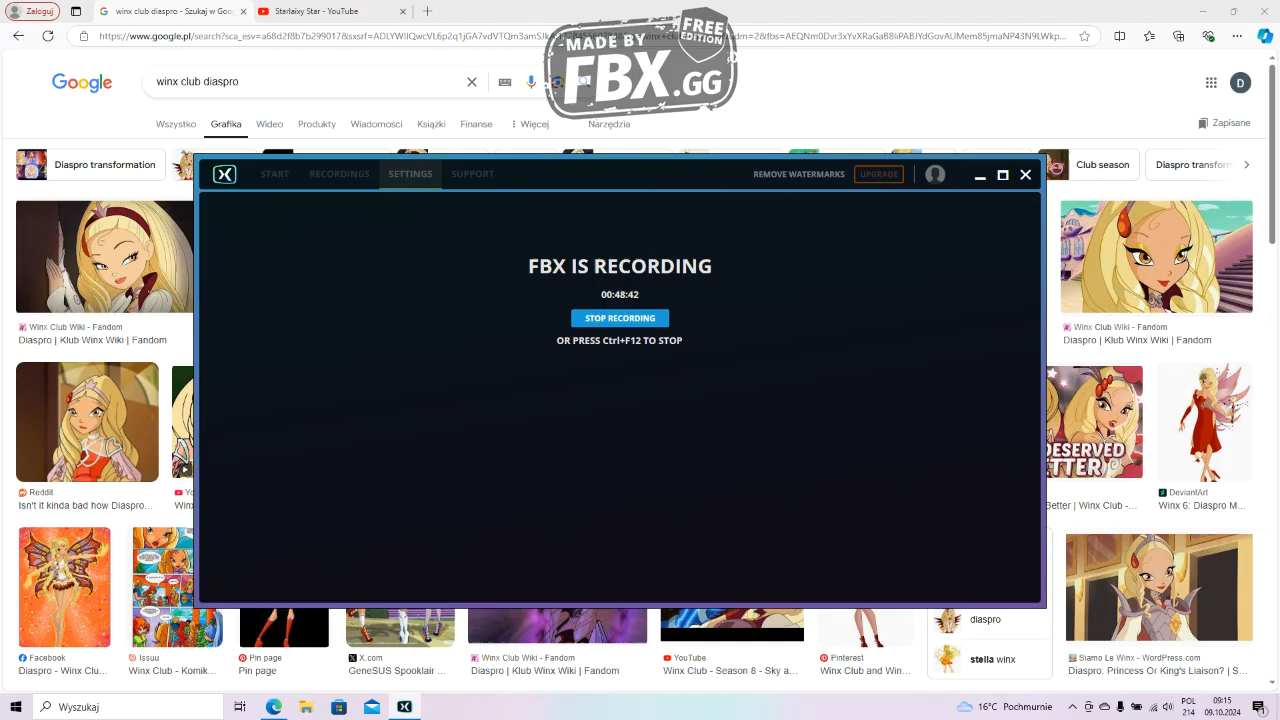 Zaloguj
winx club diaspro - Szukaj w Goo
Starlaixy Star - YouTube
MADE BY
FBX.GG
FREE
EDITION
Google
winx club diaspro
D
Wszystko
Grafika
Wideo
Produkty
Wiadomości
Książki
Finanse
Więcej
Narzędzia
Zapisane
Diaspro transformation
Club season
Diaspro transform
START
RECORDINGS
SETTINGS
SUPPORT
REMOVE WATERMARKS
UPGRADE
FBX IS RECORDING
00:48:42
STOP RECORDING
OR PRESS Ctrl+F12 TO STOP
Winx Club Wiki - Fandom
Diaspro | Klub Winx Wiki | Fandom
Winx Club Wiki - Fandom
Diaspro | Klub Winx Wiki | Fandom
DESERVED
Reddit
Isn't it kinda bad how Diaspro...
Winx
Better | Winx Club -...
DeviantArt
Winx 6: Diaspro M...
Facebook
Diaspro - Winx Clu...
Issuu
Winx Club - Komik...
Pin page
Pin page
X.com
GencSUS Spooklair ...
Winx Club Wiki - Fandom
Diaspro | Klub Winx Wiki | Fandom
YouTube
Winx Club - Season 8 - Sky a...
Pinterest
Winx Club and Win...
diaspro
stella winx
Siamo Le Winx - WordPress.com
Diaspro: Princess Or King's Liaison? | S...
Wyszukaj
16°C Pochmurnie
POL
214
09:15
09.10.2024